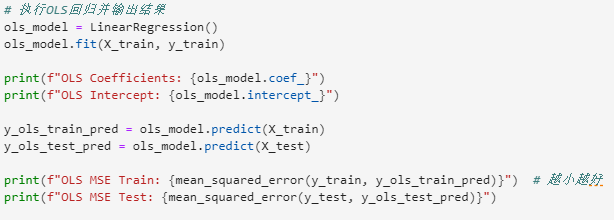 # 执行OLS回归并输出结果
ols_model = LinearRegression()
ols_model.fit(X_train, y_train)
print(f"OLS Coefficients: {ols_model.coef_}")
print(f"OLS Intercept: {ols_model.intercept_}")
y_ols_train_pred = ols_model.predict(X_train)
y_ols_test_pred = ols_model.predict(X_test)
print(f"OLS MSE Train: {mean_squared_error(y_train, y_ols_train_pred)}")  # 越小越好
print(f"OLS MSE Test: {mean_squared_error(y_test, y_ols_test_pred)}")